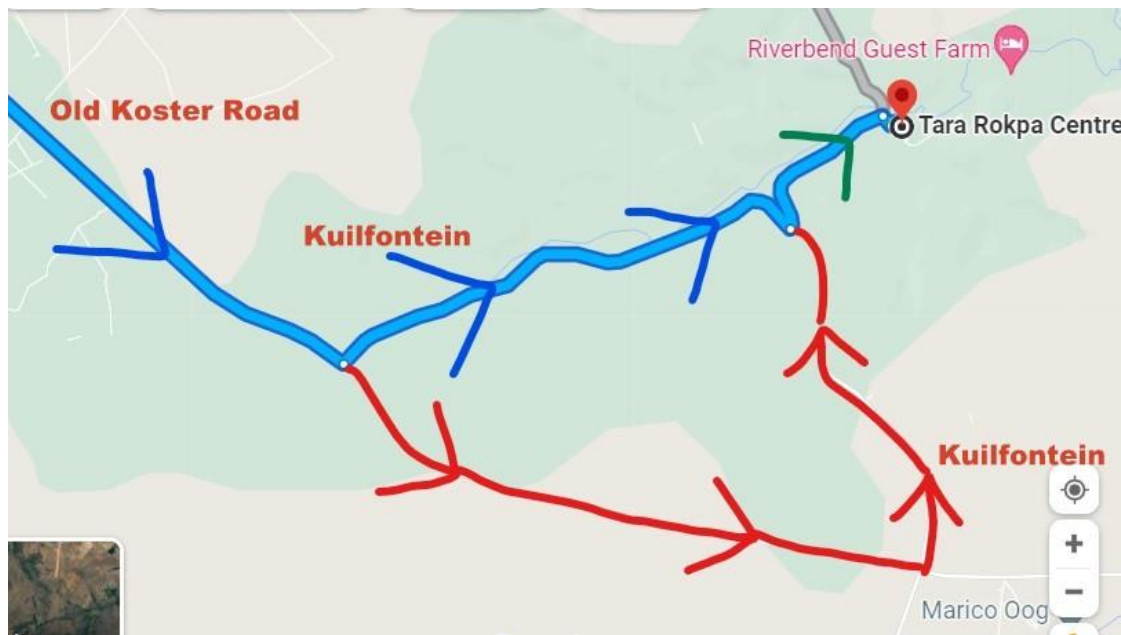 Riverbend Guest Farm
Old Koster Road
Tara Rokpa Centre
Kuilfontein
Kuilfontein
Marico Oog